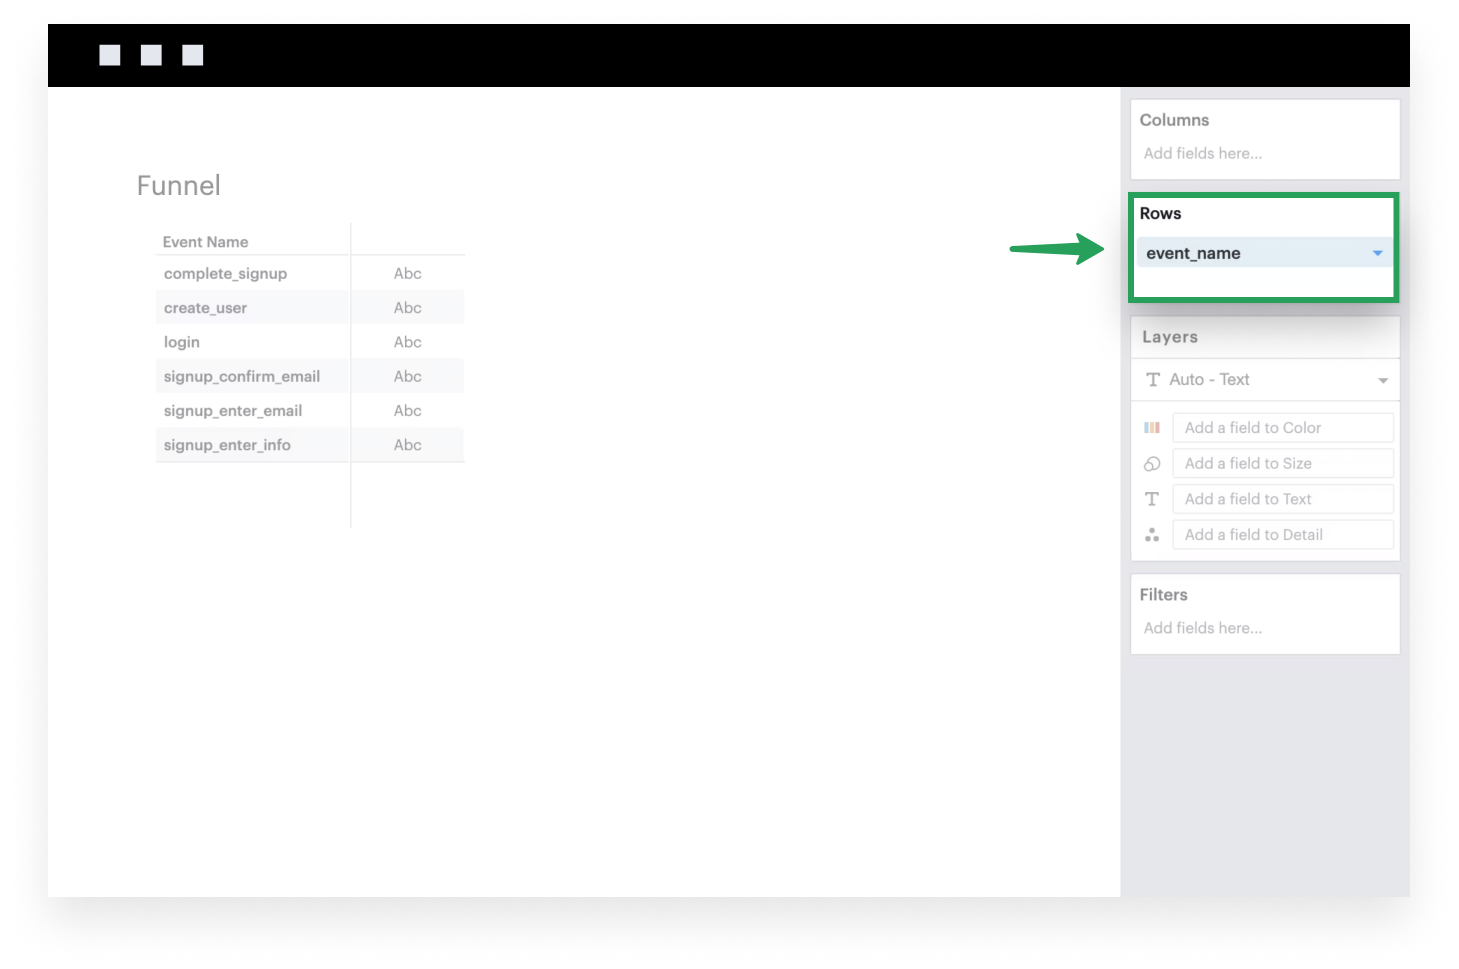 Funnel
Event Name
complete_signup Abc
create_user Abc
login Abc
signup_confirm_email Abc
signup_enter_email Abc
signup_enter_info Abc
Columns
Add fields here...
Rows
event_name
Layers
T Auto - Text
Add a field to Color
Add a field to Size
T Add a field to Text
Add a field to Detail
Filters
Add fields here...